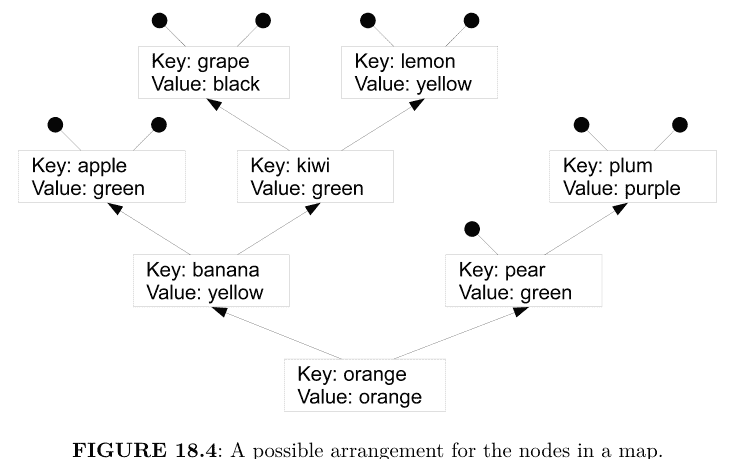 Key: grape
Value: black
Key: lemon
Value: yellow
Key: apple
Value: green
Key: kiwi
Value: green
Key: plum
Value: purple
Key: banana
Value: yellow
Key: pear
Value: green
Key: orange
Value: orange
FIGURE 18.4: A possible arrangement for the nodes in a map.